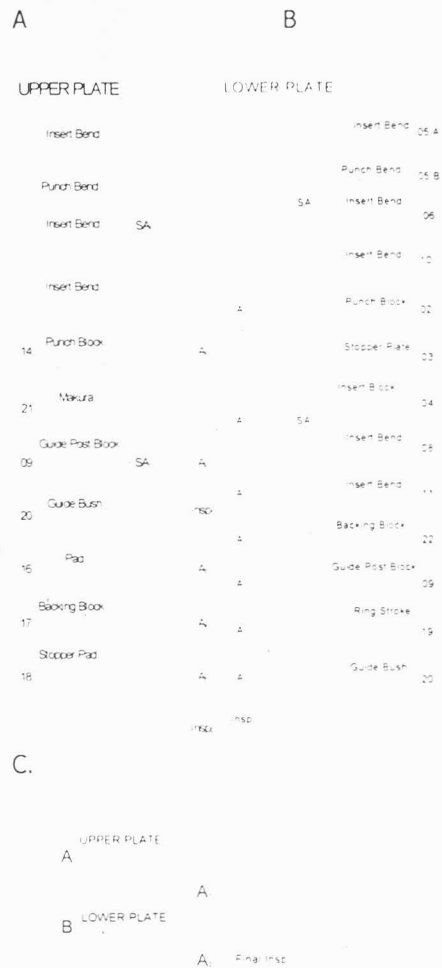 A
UPPER PLATE
Insert Bend
Punch Bend
Insert Bend SA
Insert Bend
Punch Block
14 A
Makura
21
Guide Post Block
09 SA A
Guide Bush
20 Insp
Pad
16 A
Backing Block
17 A
Stopper Pad
18 A
Insp
B
LOWER PLATE
Insert Bend
05 A
Punch Bend
05 B
SA Insert Bend
06
Insert Bend
10
Punch Block
A 02
Stopper Plate
03
Insert Block
04
A SA
Insert Bend
08
Insert Bend
A 11
Backing Block
A 22
Guide Post Block
A 09
Ring Stroke
A 19
Guide Bush
A 20
Insp
C.
UPPER PLATE
A
A
LOWER PLATE
B
A Final Insp